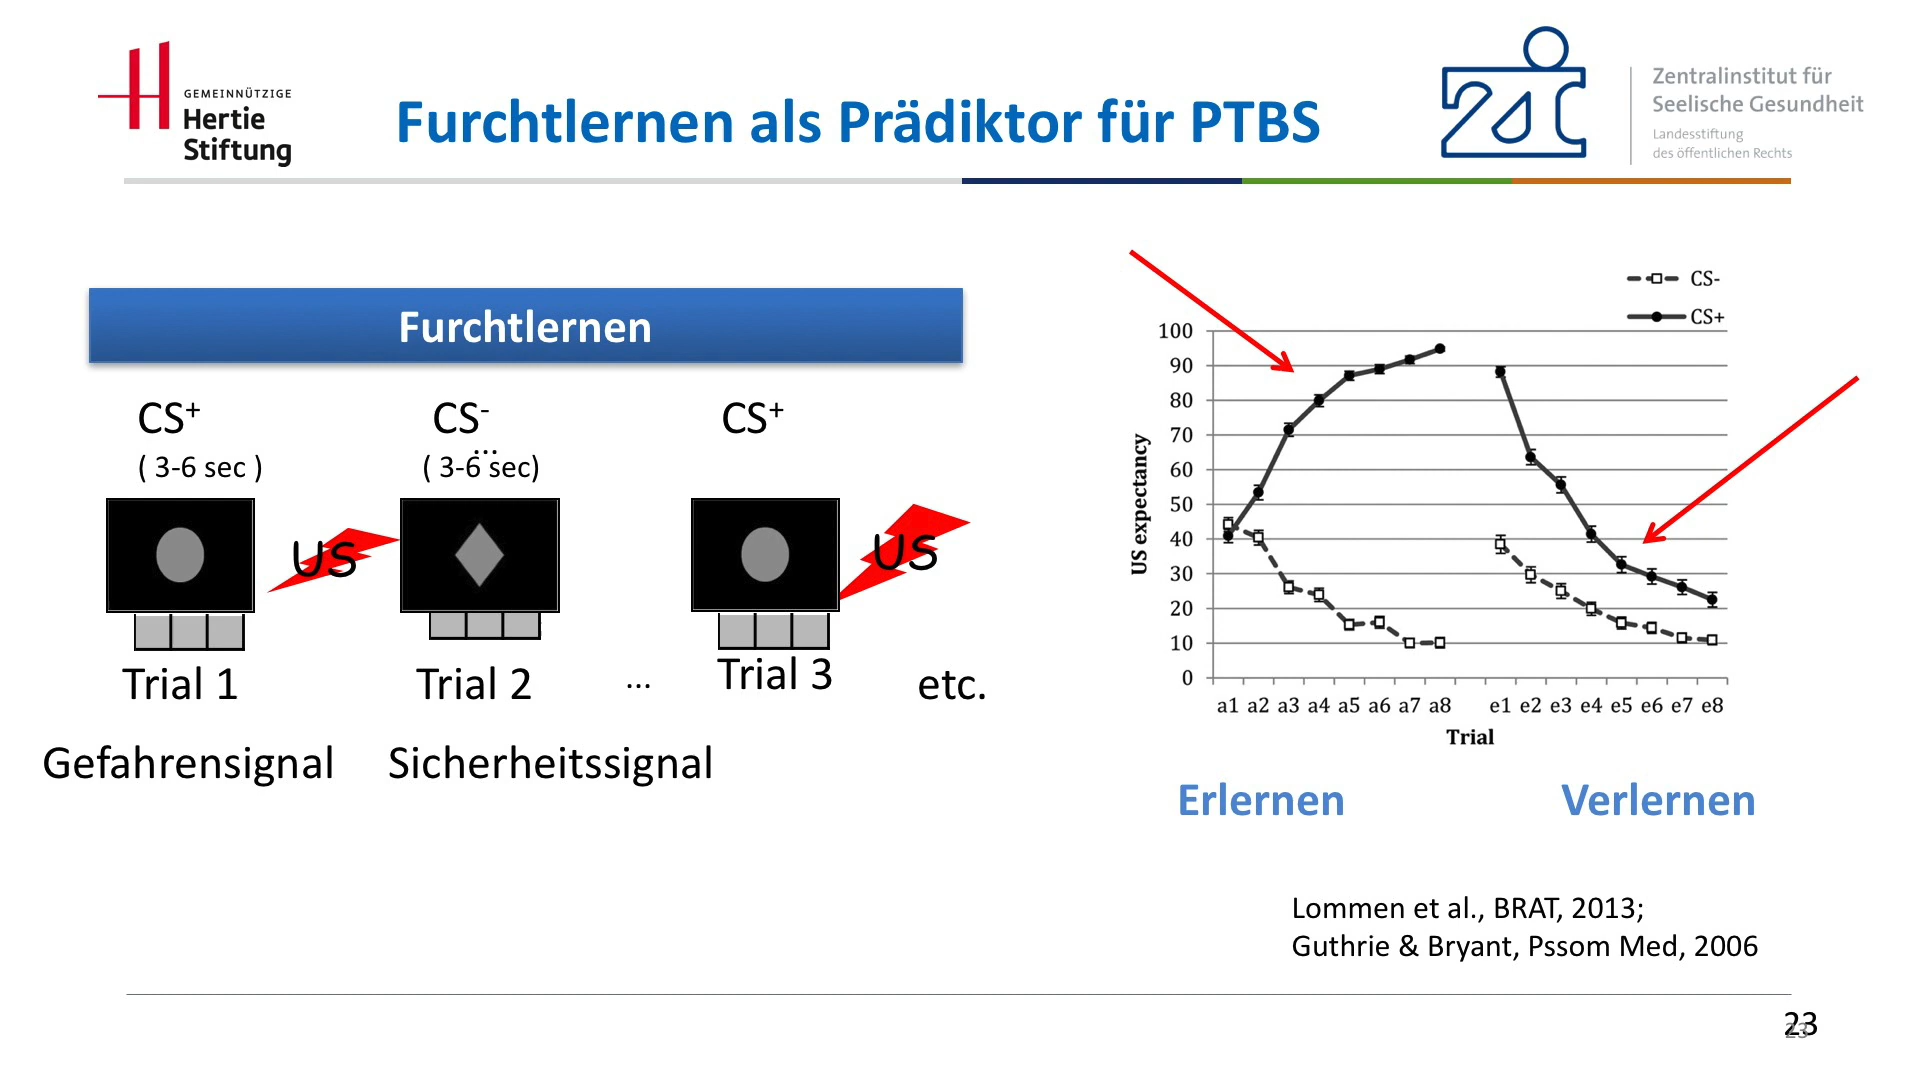 GEMEINNÜTZIGE
Hertie
Stiftung
Furchtlernen als Prädiktor für PTBS
zi
Zentralinstitut für
Seelische Gesundheit
Landesstiftung
des öffentlichen Rechts
Furchtlernen
CS+ CS- CS+
...
( 3-6 sec ) ( 3-6 sec)
US US
Trial 1 Trial 2 ... Trial 3 etc.
Gefahrensignal Sicherheitssignal
CS-
CS+
100
90
80
70
60
50
40
30
20
10
0
US expectancy
a1 a2 a3 a4 a5 a6 a7 a8 e1 e2 e3 e4 e5 e6 e7 e8
Trial
Erlernen Verlernen
Lommen et al., BRAT, 2013;
Guthrie & Bryant, Pssom Med, 2006
23
23